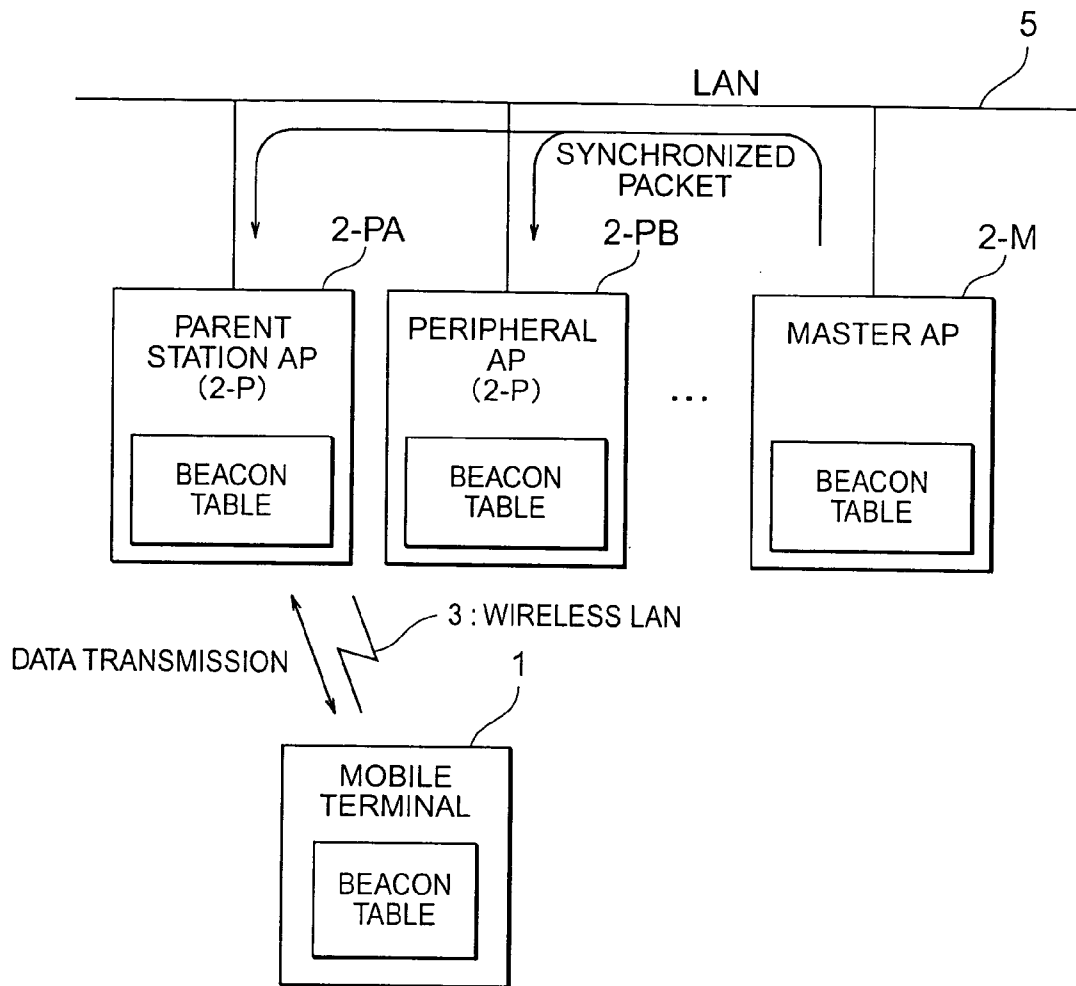 5
LAN
SYNCHRONIZED
PACKET
2-PA
2-PB
2-M
PARENT
STATION AP
(2-P)
BEACON
TABLE
PERIPHERAL
AP
(2-P)
BEACON
TABLE
...
MASTER AP
BEACON
TABLE
3 : WIRELESS LAN
DATA TRANSMISSION
1
MOBILE
TERMINAL
BEACON
TABLE